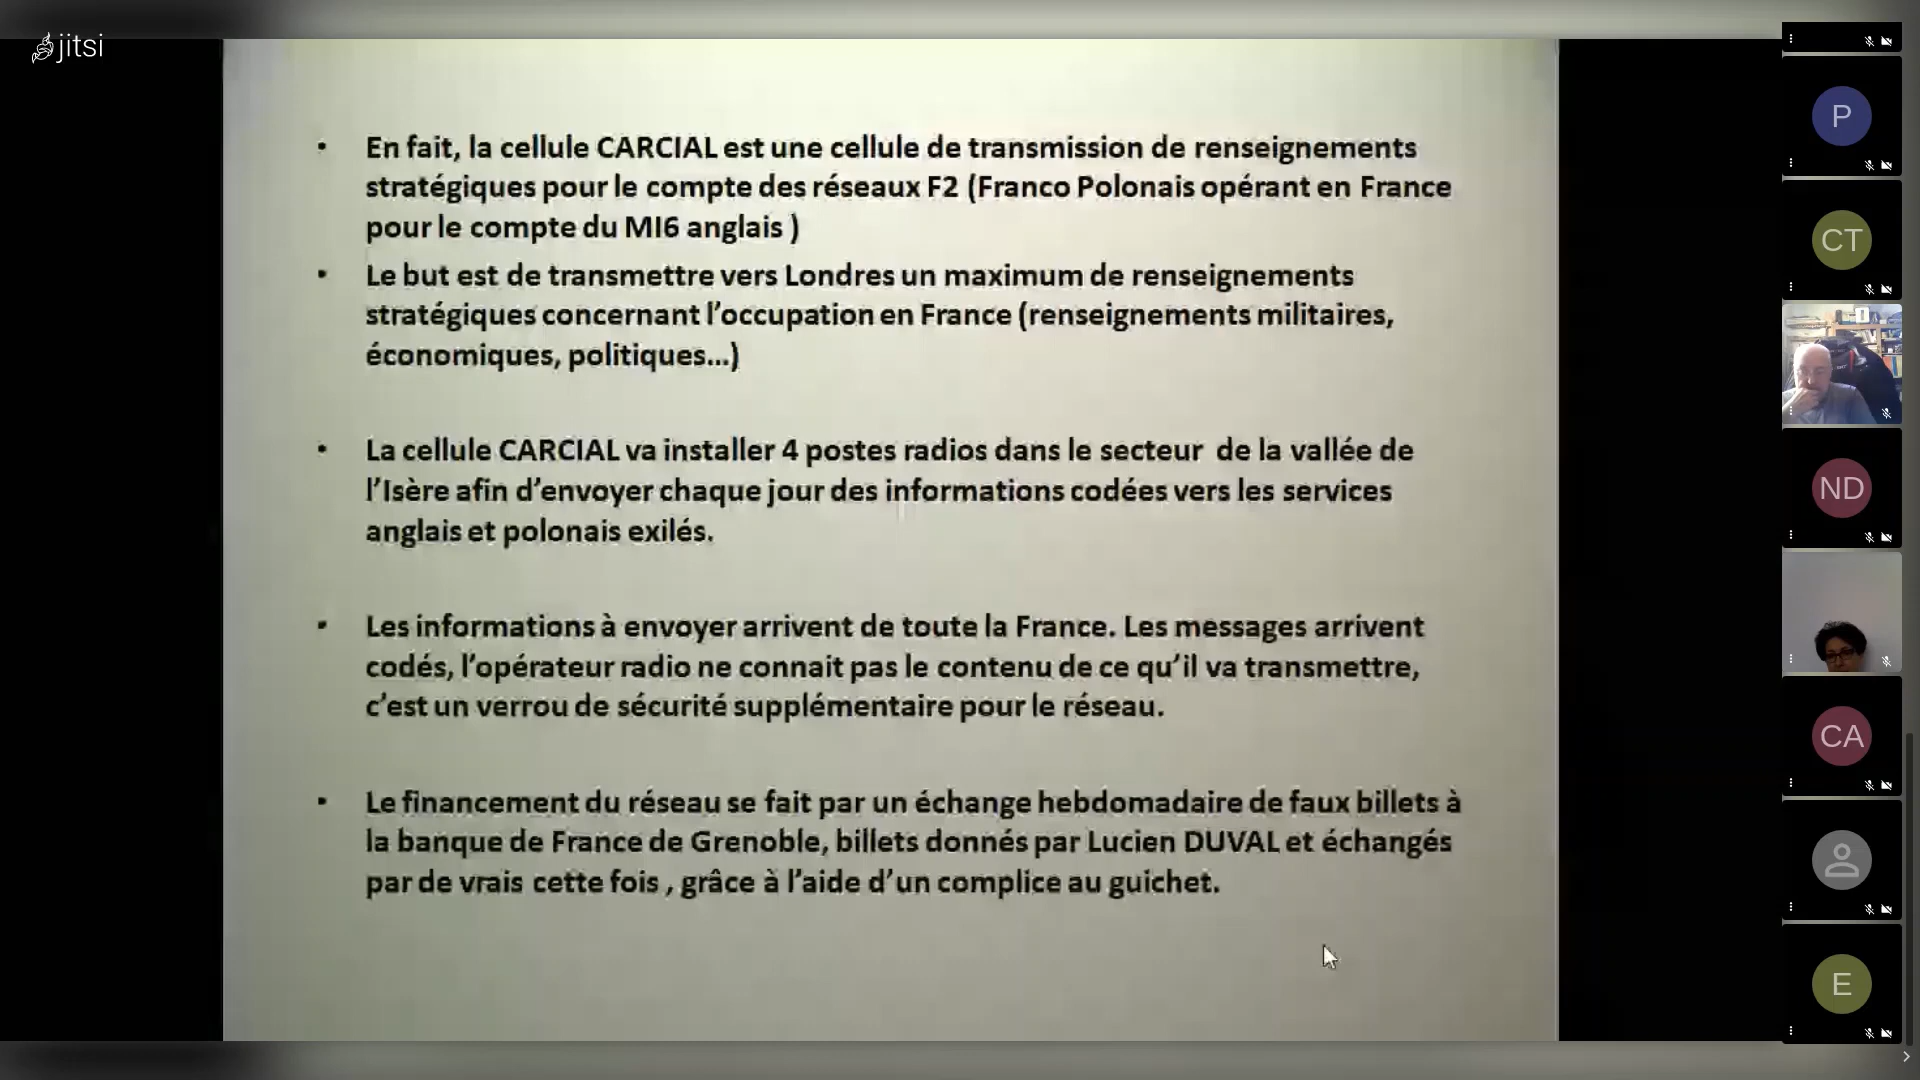 jitsi
• En fait, la cellule CARCIAL est une cellule de transmission de renseignements
stratégiques pour le compte des réseaux F2 (Franco Polonais opérant en France
pour le compte du MI6 anglais )
• Le but est de transmettre vers Londres un maximum de renseignements
stratégiques concernant l’occupation en France (renseignements militaires,
économiques, politiques...)
• La cellule CARCIAL va installer 4 postes radios dans le secteur de la vallée de
l’Isère afin d’envoyer chaque jour des informations codées vers les services
anglais et polonais exilés.
• Les informations à envoyer arrivent de toute la France. Les messages arrivent
codés, l’opérateur radio ne connait pas le contenu de ce qu’il va transmettre,
c’est un verrou de sécurité supplémentaire pour le réseau.
• Le financement du réseau se fait par un échange hebdomadaire de faux billets à
la banque de France de Grenoble, billets donnés par Lucien DUVAL et échangés
par de vrais cette fois , grâce à l’aide d’un complice au guichet.
P
CT
ND
CA
E